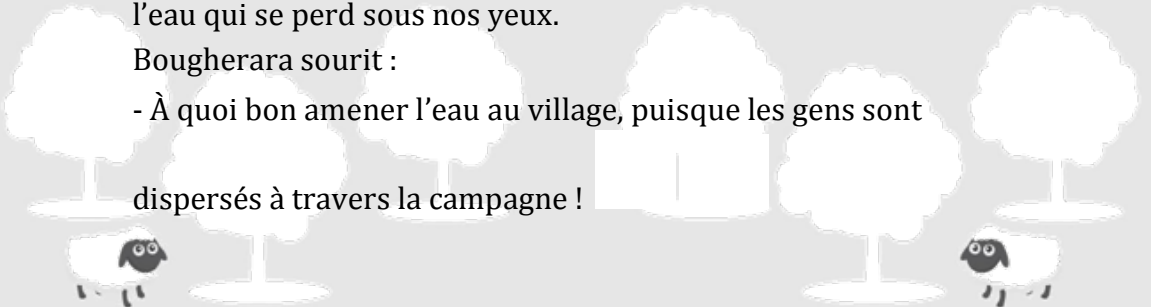 l’eau qui se perd sous nos yeux.
Bougherara sourit :
- À quoi bon amener l’eau au village, puisque les gens sont
dispersés à travers la campagne !